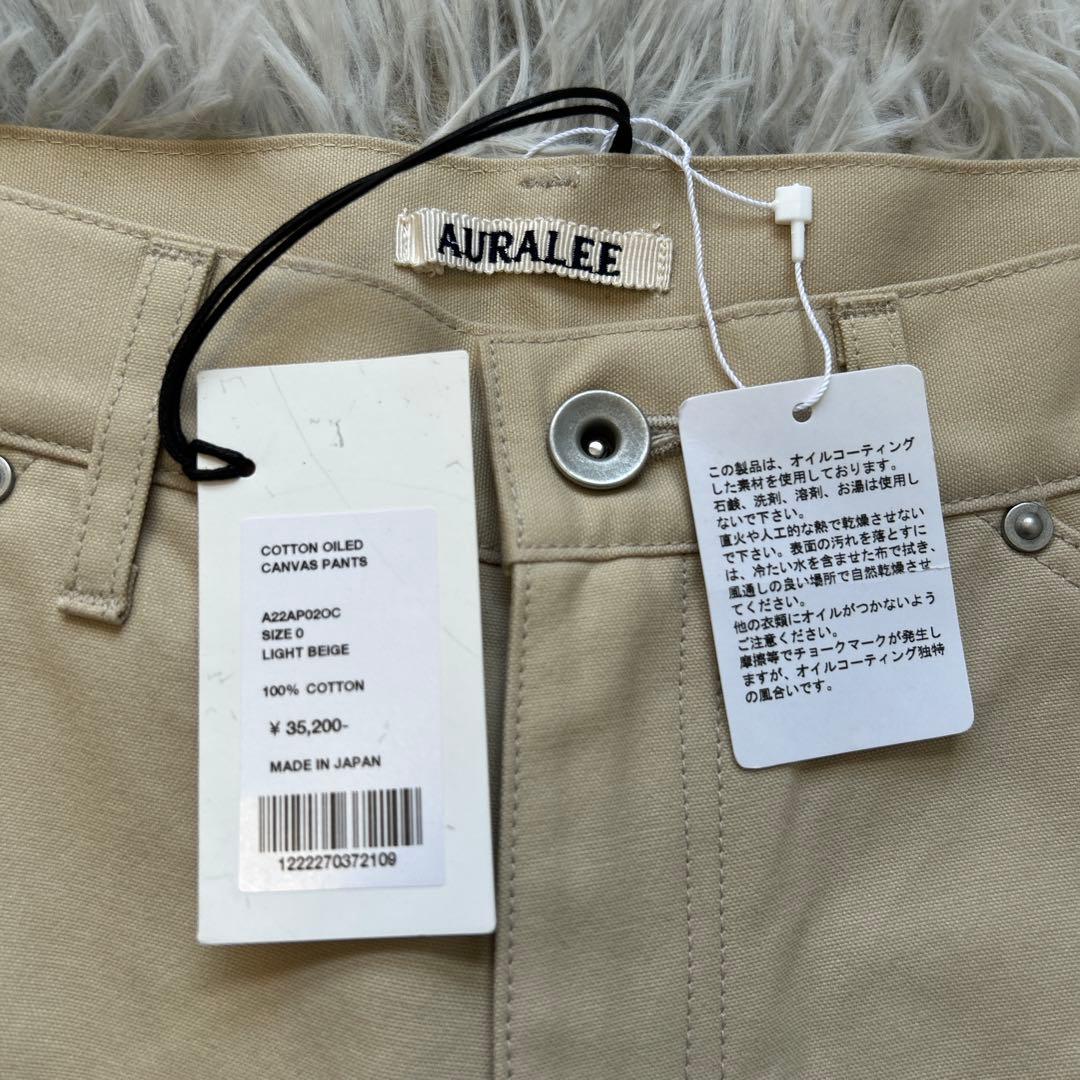 AURALEE
COTTON OILED
CANVAS PANTS
A22AP02OC
SIZE 0
LIGHT BEIGE
100% COTTON
¥ 35,200-
MADE IN JAPAN
1222270372109
この製品は、オイルコーティング
した素材を使用しております。
石鹸、洗剤、溶剤、お湯は使用し
ないで下さい。
直火や人工的な熱で乾燥させない
で下さい。表面の汚れを落とすに
は、冷たい水を含ませた布で拭き、
風通しの良い場所で自然乾燥させ
てください。
他の衣類にオイルがつかないよう
ご注意ください。
摩擦等でチョークマークが発生し
ますが、オイルコーティング独特
の風合いです。